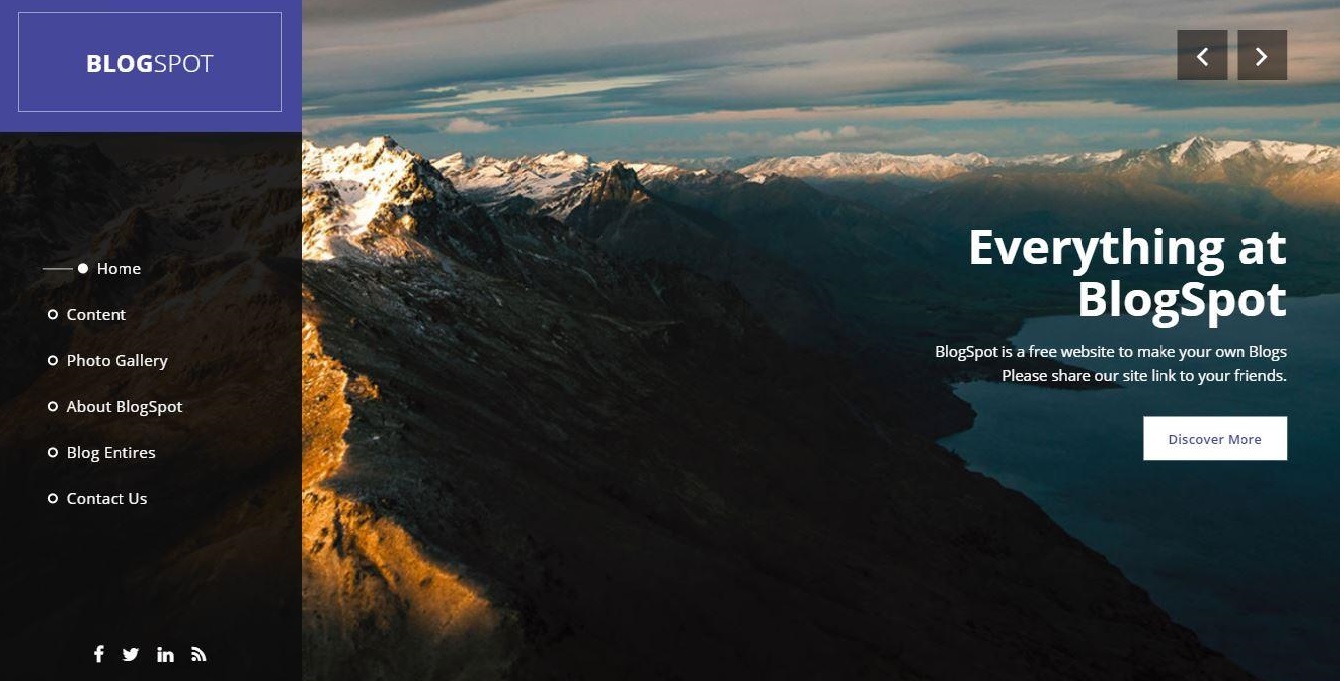 BLOGSPOT
Home
Content
Photo Gallery
About BlogSpot
Blog Entires
Contact Us
Everything at
BlogSpot
BlogSpot is a free website to make your own Blogs
Please share our site link to your friends.
Discover More